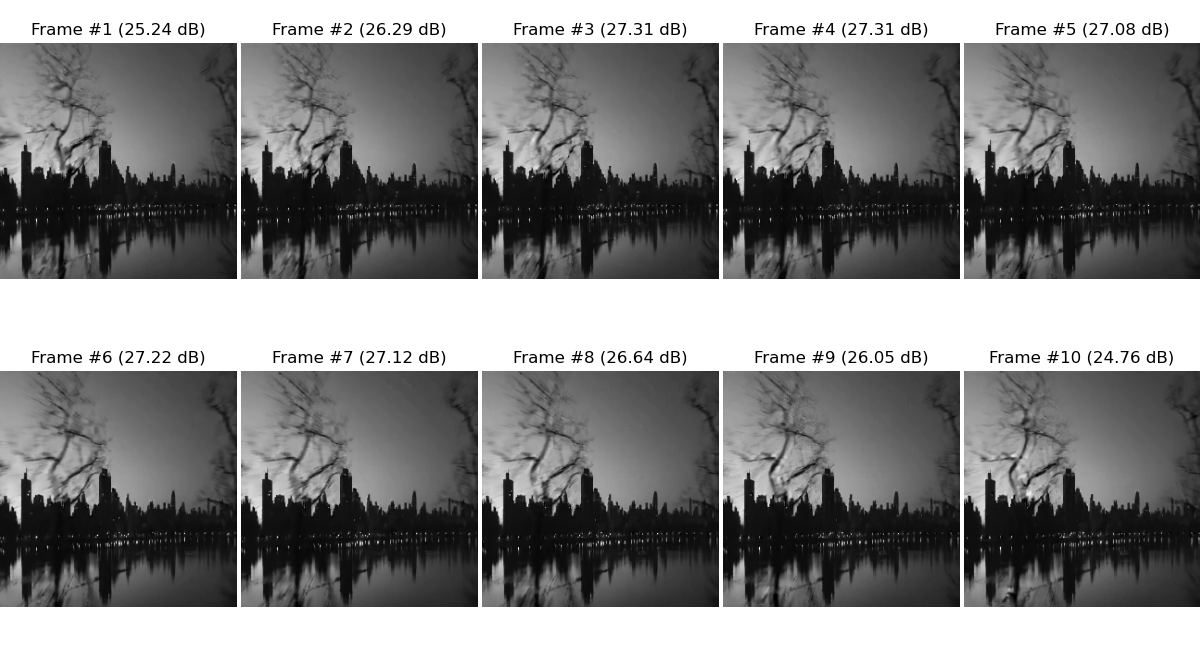 Frame #1 (25.24 dB)
Frame #2 (26.29 dB)
Frame #3 (27.31 dB)
Frame #4 (27.31 dB)
Frame #5 (27.08 dB)
Frame #6 (27.22 dB)
Frame #7 (27.12 dB)
Frame #8 (26.64 dB)
Frame #9 (26.05 dB)
Frame #10 (24.76 dB)